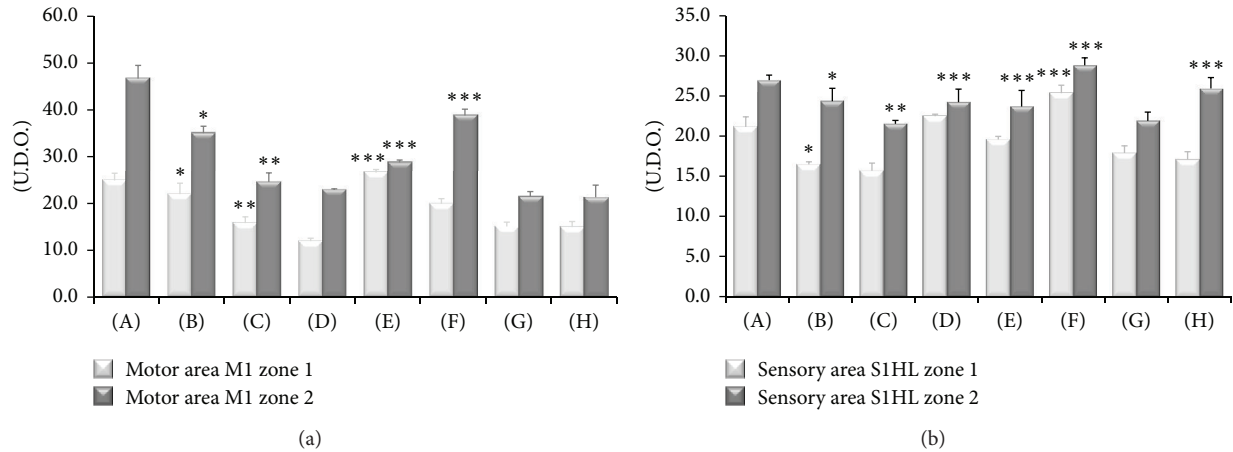 60.0
50.0
40.0
30.0
20.0
10.0
0.0
(U.D.O.)
* * ** ** *** *** ***
(A) (B) (C) (D) (E) (F) (G) (H)
Motor area M1 zone 1
Motor area M1 zone 2
(a)
35.0
30.0
25.0
20.0
15.0
10.0
5.0
0.0
(U.D.O.)
* * ** *** *** *** *** ***
(A) (B) (C) (D) (E) (F) (G) (H)
Sensory area S1HL zone 1
Sensory area S1HL zone 2
(b)